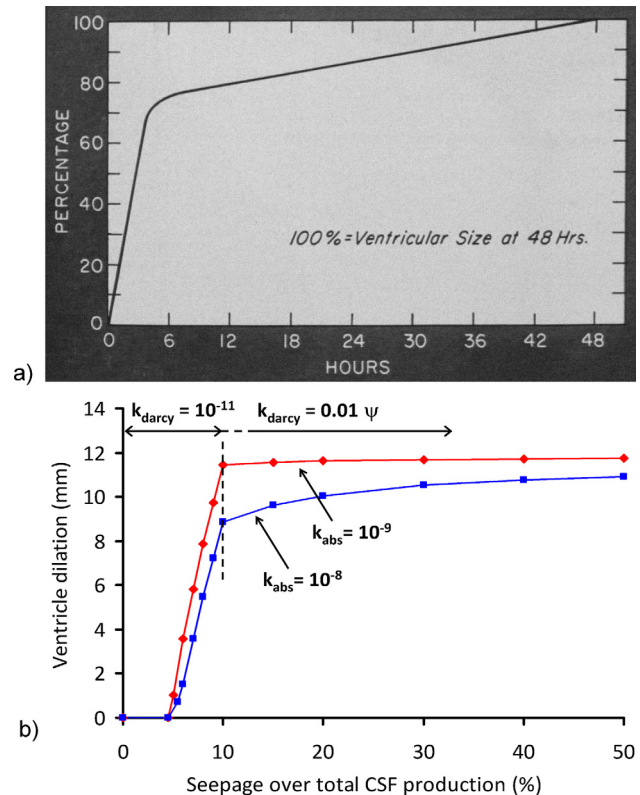 100
80
60
40
20
0
PERCENTAGE
100%=Ventricular Size at 48 Hrs.
0 6 12 18 24 30 36 42 48
HOURS
a)
k_darcy = 10^-11
k_darcy = 0.01 ψ
14
12
10
8
6
4
2
0
Ventricle dilation (mm)
k_abs= 10^-9
k_abs= 10^-8
b)
0 10 20 30 40 50
Seepage over total CSF production (%)